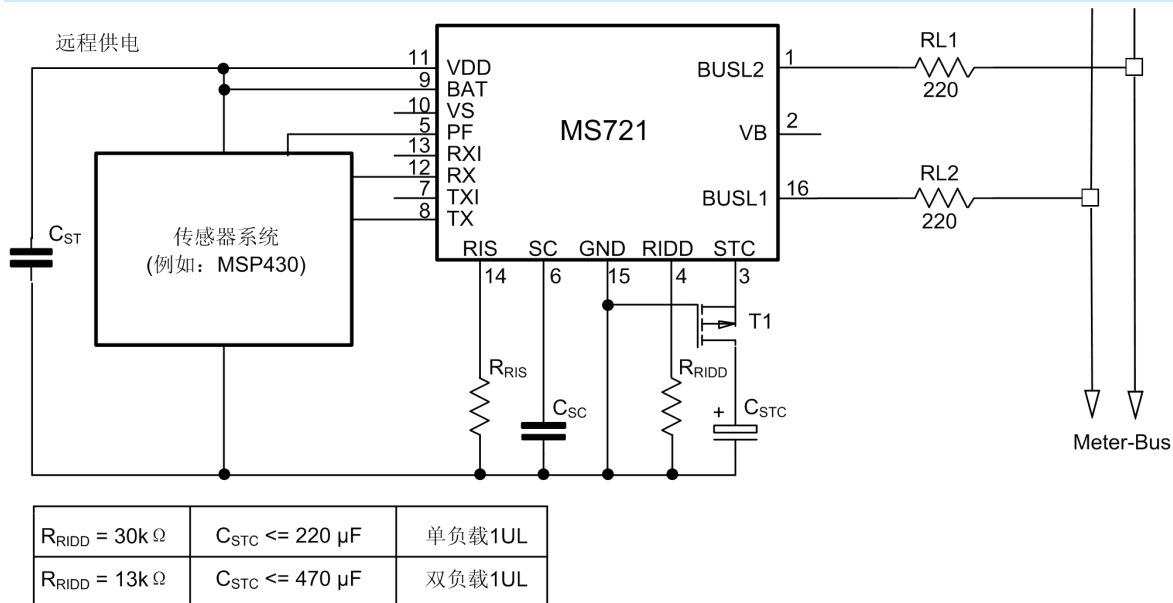 远程供电
11 VDD
9 BAT
10 VS
5 PF
13 RXI
12 RX
7 TXI
8 TX
MS721
BUSL2 1
VB 2
BUSL1 16
RL1
220
RL2
220
RIS SC GND RIDD STC
14 6 15 4 3
CST
传感器系统
(例如：MSP430)
T1
RRIS
CSC
RRIDD
+ CSTC
Meter-Bus
RRIDD = 30kΩ CSTC <= 220 μF 单负载1UL
RRIDD = 13kΩ CSTC <= 470 μF 双负载1UL